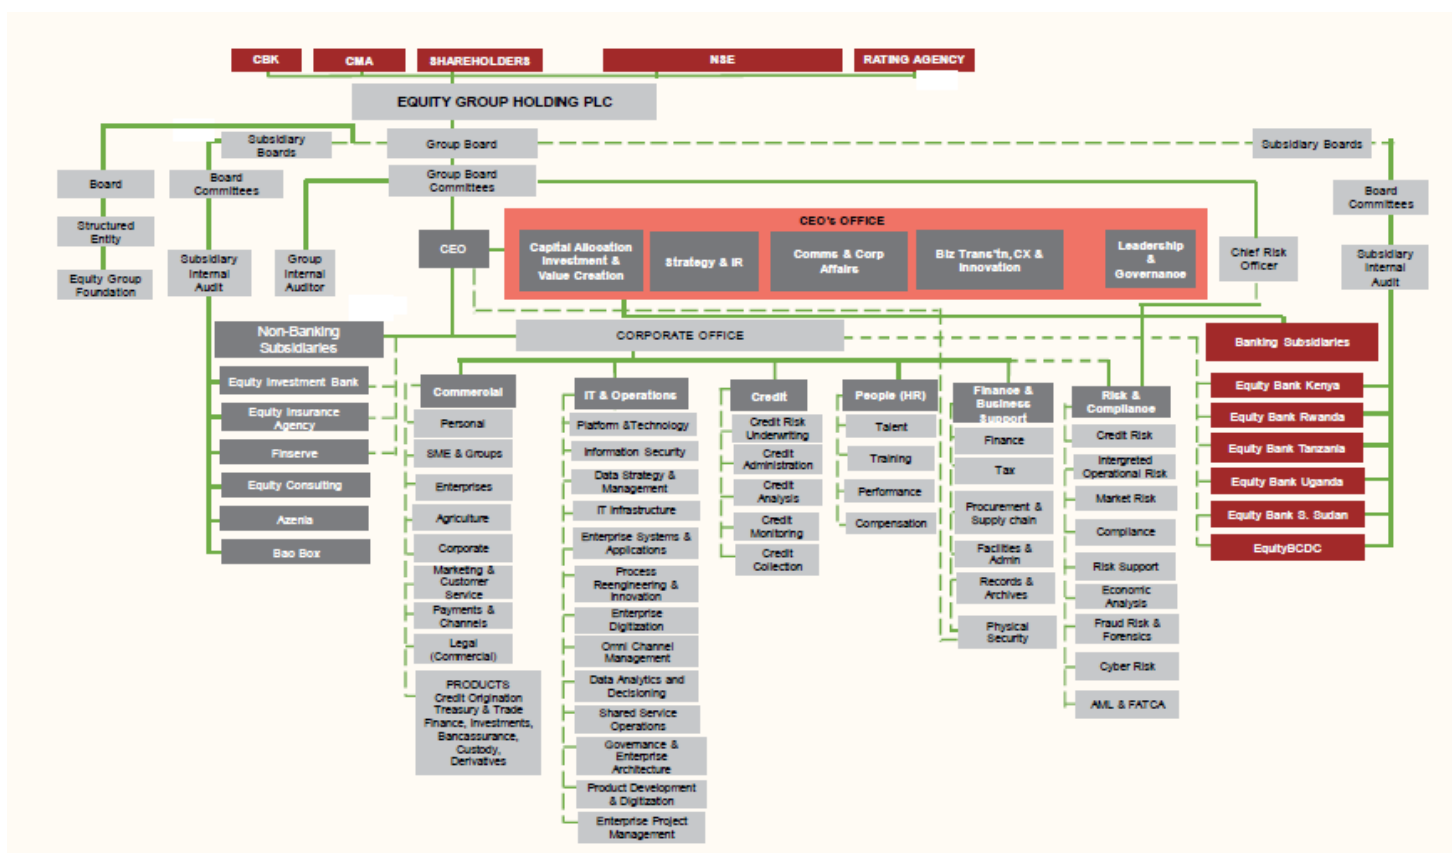 CBK
CMA
SHAREHOLDERS
NSE
RATING AGENCY
EQUITY GROUP HOLDING PLC
Subsidiary
Boards
Group Board
Subsidiary Boards
Board
Board
Committees
Group Board
Committees
Board
Committees
Structured
Entity
Equity Group
Foundation
Subsidiary
Internal
Audit
Group
Internal
Auditor
CEO
CEO's OFFICE
Capital Allocation
Investment &
Value Creation
Strategy & IR
Comms & Corp
Affairs
Biz Trans'tn, CX &
Innovation
Leadership
&
Governance
Chief Risk
Officer
Subsidiary
Internal
Audit
Non-Banking
Subsidiaries
CORPORATE OFFICE
Banking Subsidiaries
Equity Investment Bank
Equity Insurance
Agency
Finserve
Equity Consulting
Azenia
Bao Box
Commercial
Personal
SME & Groups
Enterprises
Agriculture
Corporate
Marketing &
Customer
Service
Payments &
Channels
Legal
(Commercial)
PRODUCTS
Credit Origination
Treasury & Trade
Finance, Investments,
Bancassurance,
Custody,
Derivatives
IT & Operations
Platform &Technology
Information Security
Data Strategy &
Management
IT Infrastructure
Enterprise Systems &
Applications
Process
Reengineering &
Innovation
Enterprise
Digitization
Omni Channel
Management
Data Analytics and
Decisioning
Shared Service
Operations
Governance &
Enterprise
Architecture
Product Development
& Digitization
Enterprise Project
Management
Credit
Credit Risk
Underwriting
Credit
Administration
Credit
Analysis
Credit
Monitoring
Credit
Collection
People (HR)
Talent
Training
Performance
Compensation
Finance &
Business
Support
Finance
Tax
Procurement &
Supply chain
Facilities &
Admin
Records &
Archives
Physical
Security
Risk &
Compliance
Credit Risk
Intergreted
Operational Risk
Market Risk
Compliance
Risk Support
Economic
Analysis
Fraud Risk &
Forensics
Cyber Risk
AML & FATCA
Equity Bank Kenya
Equity Bank Rwanda
Equity Bank Tanzania
Equity Bank Uganda
Equity Bank S. Sudan
EquityBCDC